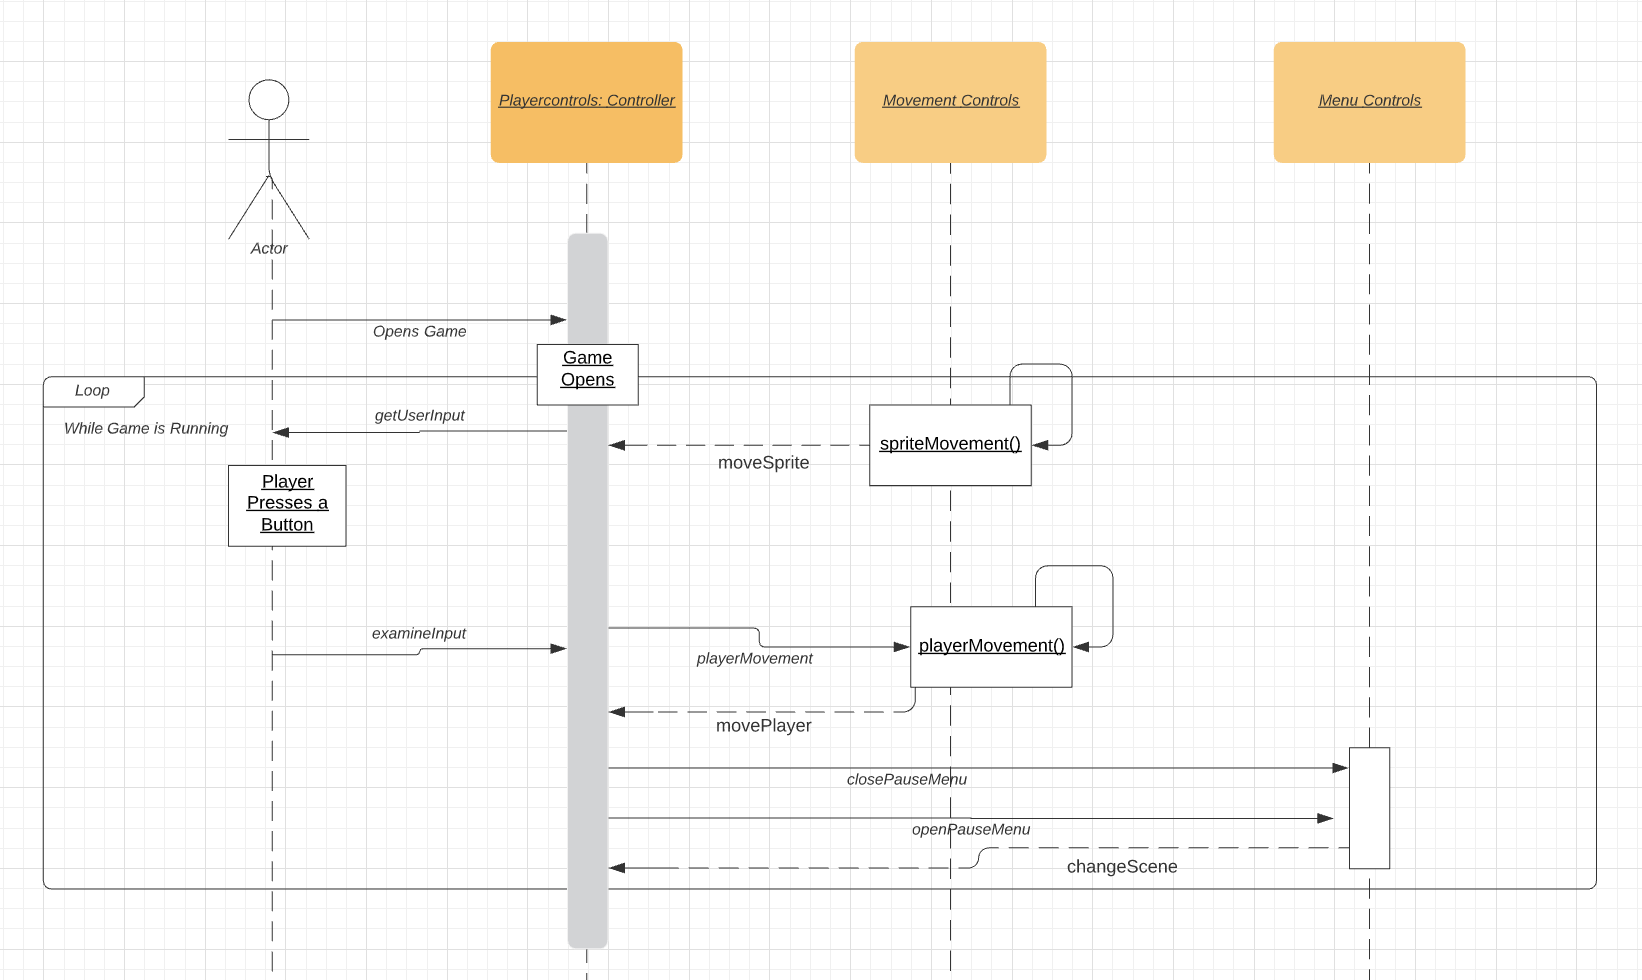 Playercontrols: Controller
Movement Controls
Menu Controls
Actor
Opens Game
Game
Opens
Loop
While Game is Running
getUserInput
spriteMovement()
moveSprite
Player
Presses a
Button
examineInput
playerMovement
playerMovement()
movePlayer
closePauseMenu
openPauseMenu
changeScene